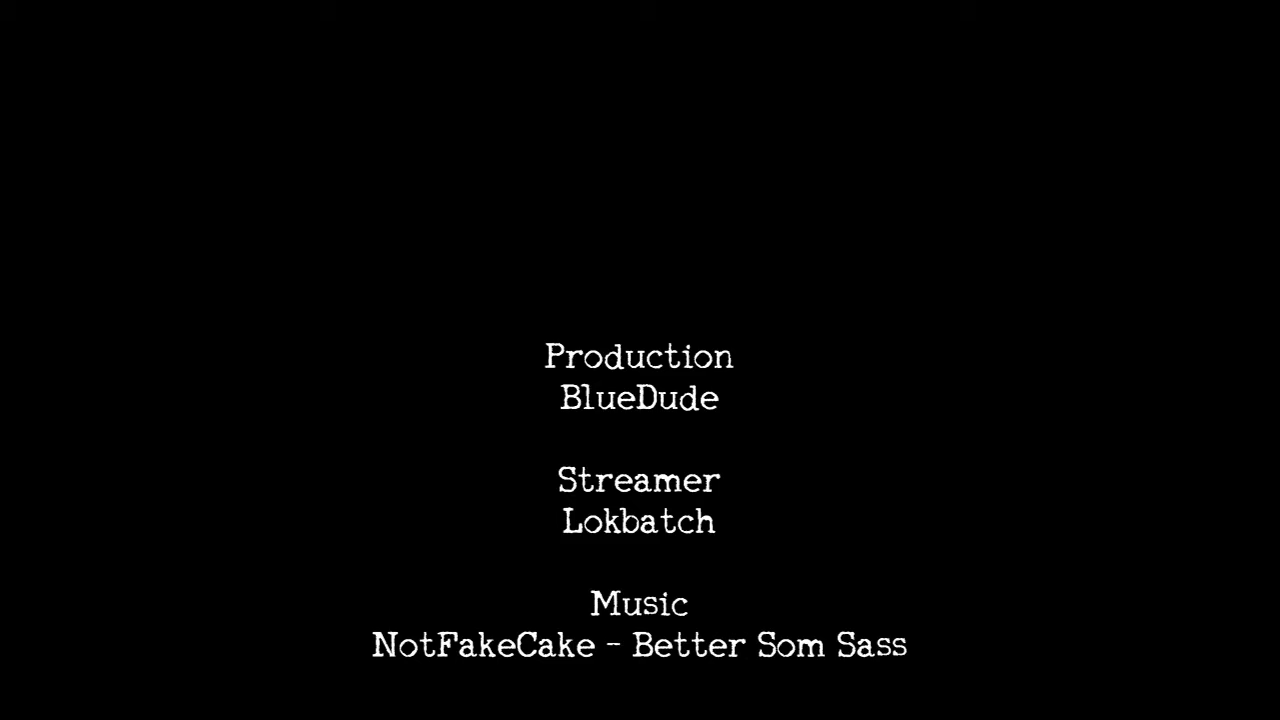 Production
BlueDude
Streamer
Lokbatch
Music
NotFakeCake - Better Som Sass